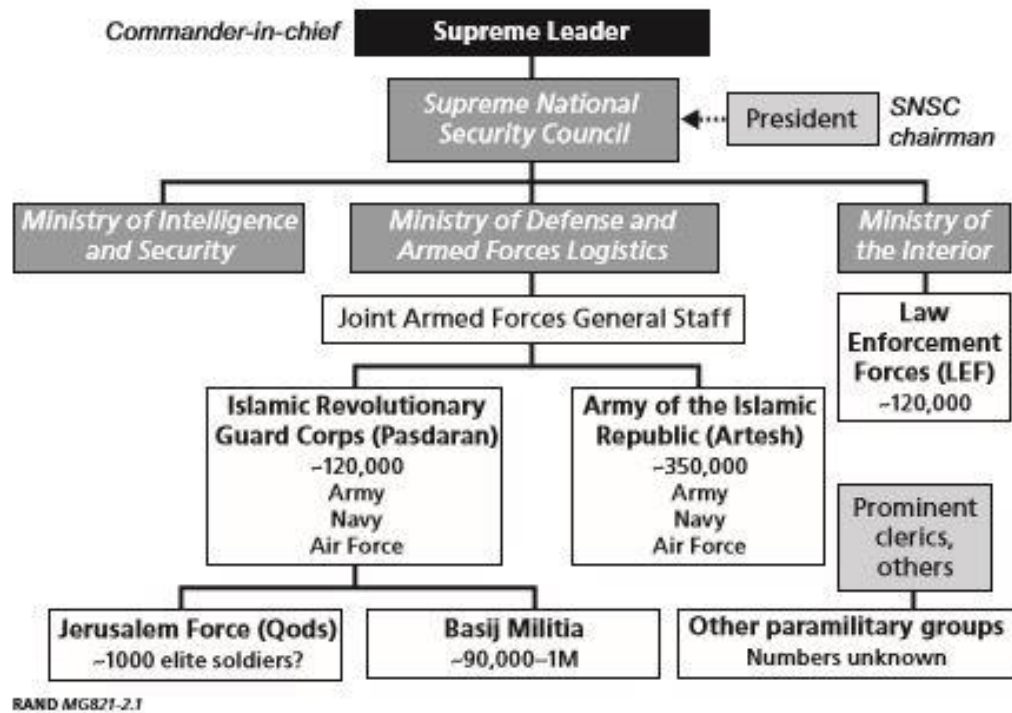 Commander-in-chief
Supreme Leader
Supreme National
Security Council
President
SNSC
chairman
Ministry of Intelligence
and Security
Ministry of Defense and
Armed Forces Logistics
Ministry of
the Interior
Joint Armed Forces General Staff
Law
Enforcement
Forces (LEF)
~120,000
Islamic Revolutionary
Guard Corps (Pasdaran)
~120,000
Army
Navy
Air Force
Army of the Islamic
Republic (Artesh)
~350,000
Army
Navy
Air Force
Prominent
clerics,
others
Jerusalem Force (Qods)
~1000 elite soldiers?
Basij Militia
~90,000–1M
Other paramilitary groups
Numbers unknown
RAND MG821-2.1